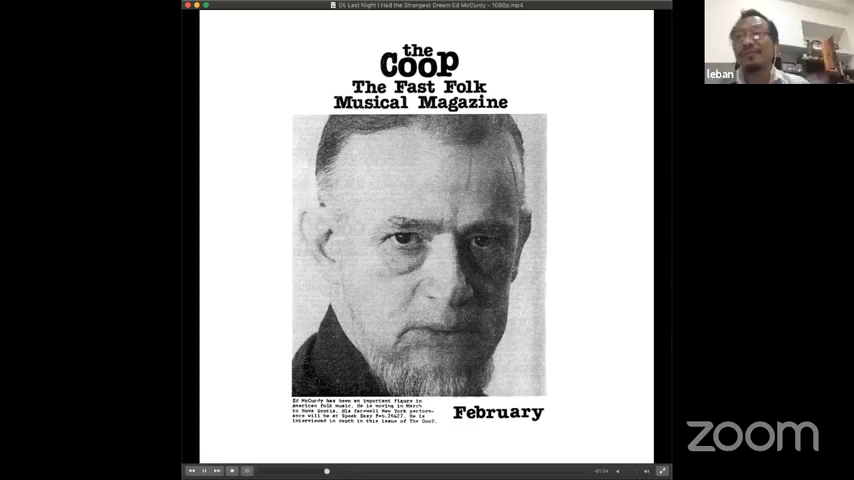 05 Last Night I Had the Strangest Dream Ed McCurdy - 1080p.mp4
the
COOP
The Fast Folk
Musical Magazine
leban
Ed McCurdy has been an important figure in
American folk music. He is moving in March
to Nova Scotia. His farewell New York perform-
ance will be at Speak Easy Feb.26&27. He is
interviewed in depth in this issue of The CooP.
February
-01:34
zoom